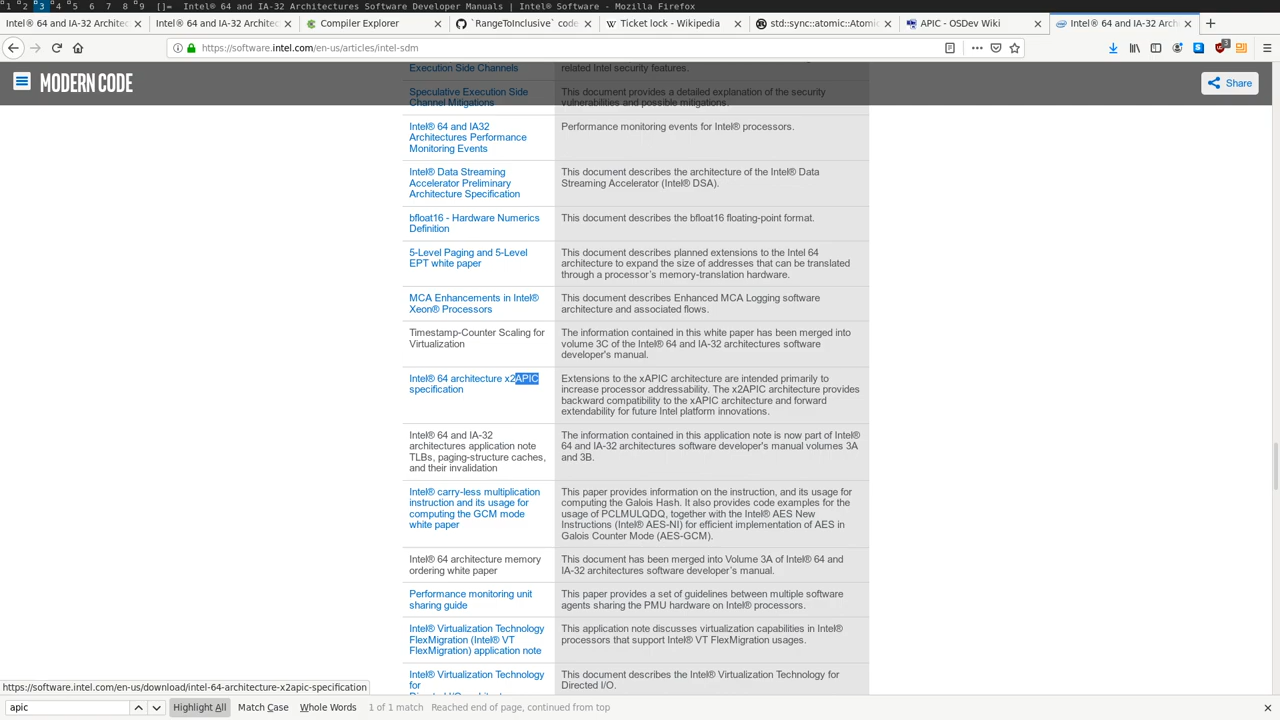 1 2 3 4 5 6 7 8 9 []= Intel® 64 and IA-32 Architectures Software Developer Manuals | Intel® Software - Mozilla Firefox
Intel® 64 and IA-32 Architec Intel® 64 and IA-32 Architec Compiler Explorer `RangeToInclusive` code Ticket lock - Wikipedia std::sync::atomic::Atomic APIC - OSDev Wiki Intel® 64 and IA-32 Arch
https://software.intel.com/en-us/articles/intel-sdm
3
MODERN CODE
Share
Execution Side Channels
related Intel security features.
Speculative Execution Side
Channel Mitigations
This document provides a detailed explanation of the security
vulnerabilities and possible mitigations.
Intel® 64 and IA32
Architectures Performance
Monitoring Events
Performance monitoring events for Intel® processors.
Intel® Data Streaming
Accelerator Preliminary
Architecture Specification
This document describes the architecture of the Intel® Data
Streaming Accelerator (Intel® DSA).
bfloat16 - Hardware Numerics
Definition
This document describes the bfloat16 floating-point format.
5-Level Paging and 5-Level
EPT white paper
This document describes planned extensions to the Intel 64
architecture to expand the size of addresses that can be translated
through a processor's memory-translation hardware.
MCA Enhancements in Intel®
Xeon® Processors
This document describes Enhanced MCA Logging software
architecture and associated flows.
Timestamp-Counter Scaling for
Virtualization
The information contained in this white paper has been merged into
volume 3C of the Intel® 64 and IA-32 architectures software
developer's manual.
Intel® 64 architecture x2APIC
specification
Extensions to the xAPIC architecture are intended primarily to
increase processor addressability. The x2APIC architecture provides
backward compatibility to the xAPIC architecture and forward
extendability for future Intel platform innovations.
Intel® 64 and IA-32
architectures application note
TLBs, paging-structure caches,
and their invalidation
The information contained in this application note is now part of Intel®
64 and IA-32 architectures software developer's manual volumes 3A
and 3B.
Intel® carry-less multiplication
instruction and its usage for
computing the GCM mode
white paper
This paper provides information on the instruction, and its usage for
computing the Galois Hash. It also provides code examples for the
usage of PCLMULQDQ, together with the Intel® AES New
Instructions (Intel® AES-NI) for efficient implementation of AES in
Galois Counter Mode (AES-GCM).
Intel® 64 architecture memory
ordering white paper
This document has been merged into Volume 3A of Intel® 64 and
IA-32 architectures software developer's manual.
Performance monitoring unit
sharing guide
This paper provides a set of guidelines between multiple software
agents sharing the PMU hardware on Intel® processors.
Intel® Virtualization Technology
FlexMigration (Intel® VT
FlexMigration) application note
This application note discusses virtualization capabilities in Intel®
processors that support Intel® VT FlexMigration usages.
Intel® Virtualization Technology
for
This document describes the Intel® Virtualization Technology for
Directed I/O.
https://software.intel.com/en-us/download/intel-64-architecture-x2apic-specification
apic Highlight All Match Case Whole Words 1 of 1 match Reached end of page, continued from top